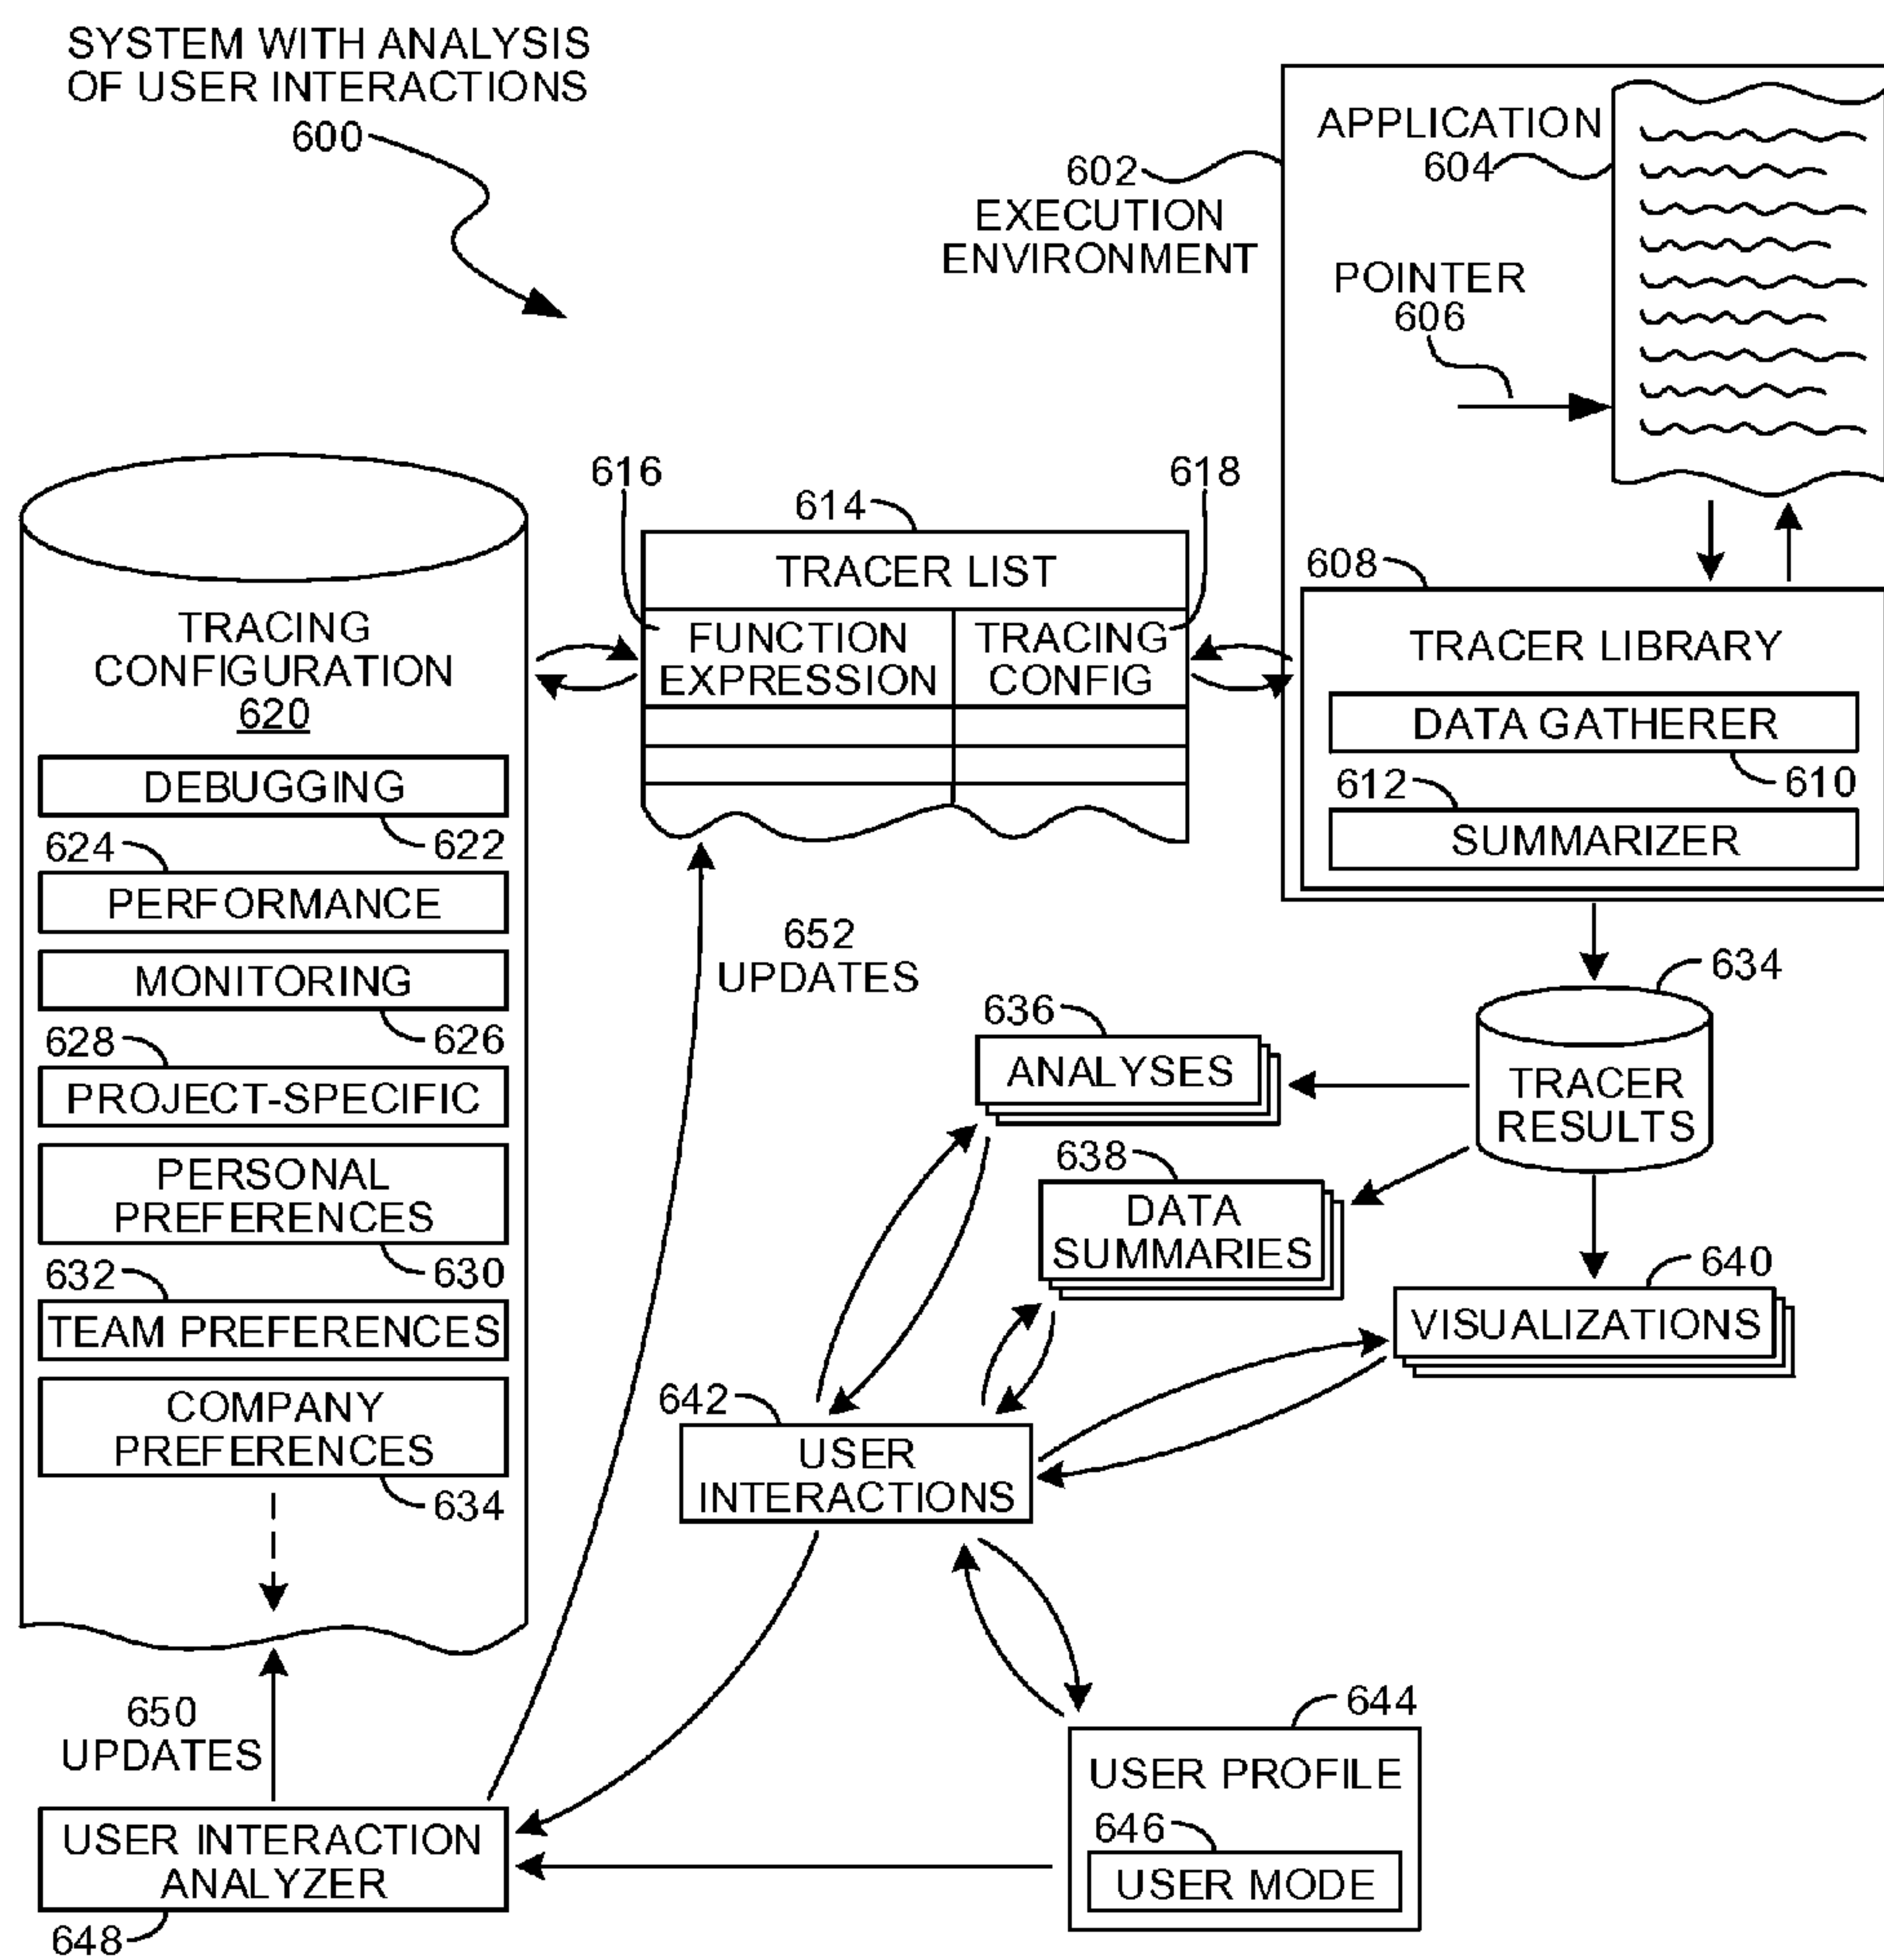 SYSTEM WITH ANALYSIS
OF USER INTERACTIONS
600
602
EXECUTION
ENVIRONMENT
APPLICATION
604
POINTER
606
616
614
618
TRACER LIST
FUNCTION
EXPRESSION
TRACING
CONFIG
608
TRACER LIBRARY
DATA GATHERER
610
612
SUMMARIZER
TRACING
CONFIGURATION
620
DEBUGGING
622
624
PERFORMANCE
MONITORING
626
628
PROJECT-SPECIFIC
PERSONAL
PREFERENCES
630
632
TEAM PREFERENCES
COMPANY
PREFERENCES
634
652
UPDATES
634
TRACER
RESULTS
636
ANALYSES
638
DATA
SUMMARIES
640
VISUALIZATIONS
642
USER
INTERACTIONS
650
UPDATES
644
USER PROFILE
646
USER MODE
USER INTERACTION
ANALYZER
648